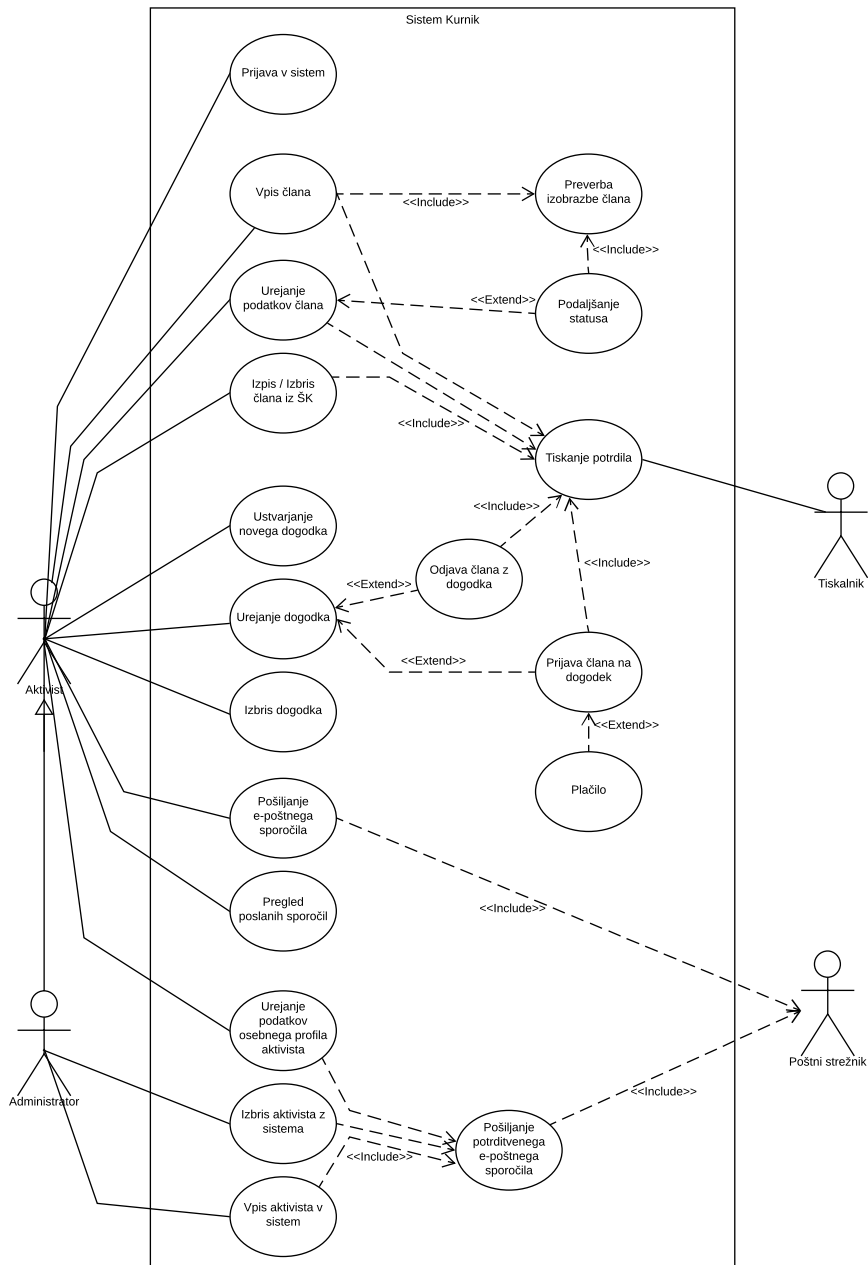 Sistem Kurnik
Prijava v sistem
Vpis člana
<<Include>>
Preverba
izobrazbe člana
<<Include>>
Urejanje
podatkov člana
<<Extend>>
Podaljšanje
statusa
Izpis / Izbris
člana iz ŠK
<<Include>>
Tiskanje potrdila
Tiskalnik
Ustvarjanje
novega dogodka
<<Include>>
Odjava člana z
dogodka
<<Extend>>
<<Include>>
Urejanje dogodka
<<Extend>>
Prijava člana na
dogodek
Aktivist
Izbris dogodka
<<Extend>>
Plačilo
Pošiljanje
e-poštnega
sporočila
Pregled
poslanih sporočil
<<Include>>
Poštni strežnik
Urejanje
podatkov
osebnega profila
aktivista
Administrator
Izbris aktivista z
sistema
<<Include>>
Pošiljanje
potrditvenega
e-poštnega
sporočila
<<Include>>
Vpis aktivista v
sistem